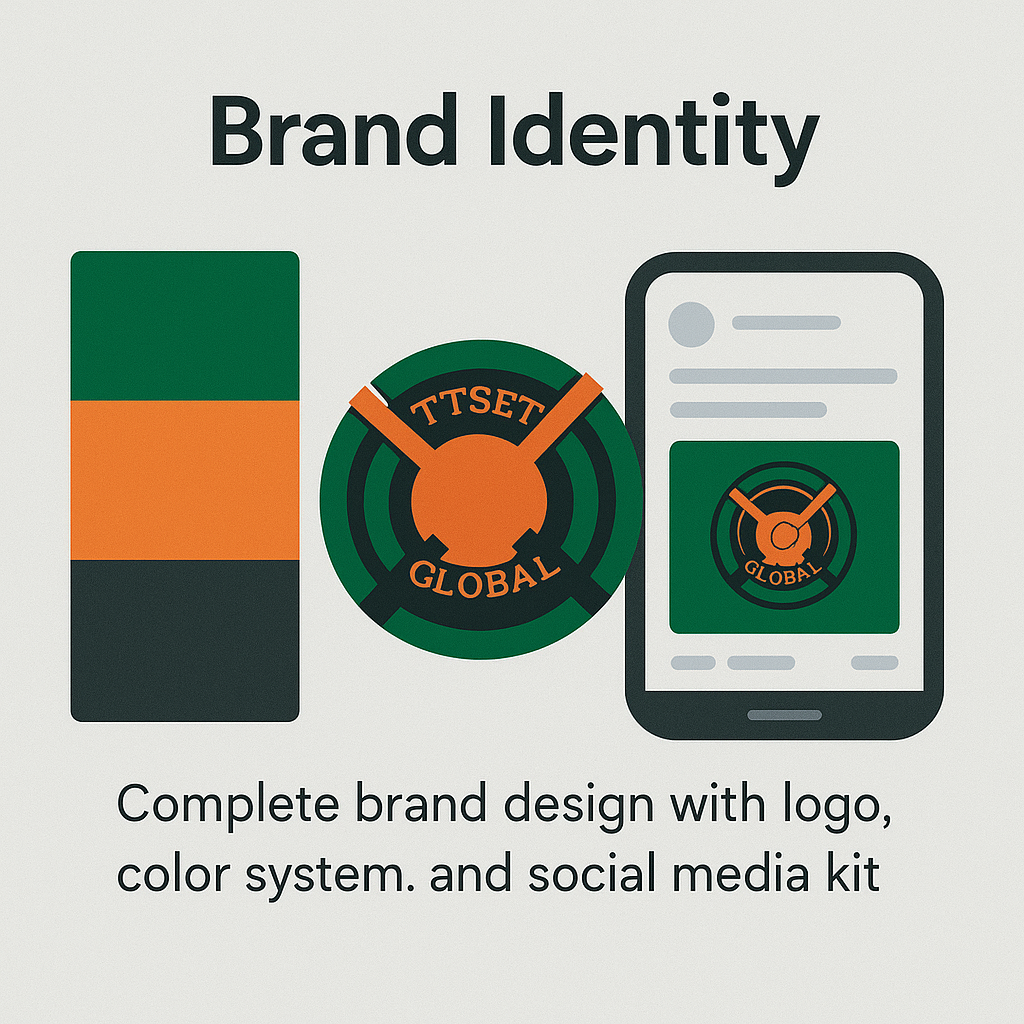 Brand Identity
TTSET
GLOBAL
GLOBAL
Complete brand design with logo,
color system. and social media kit